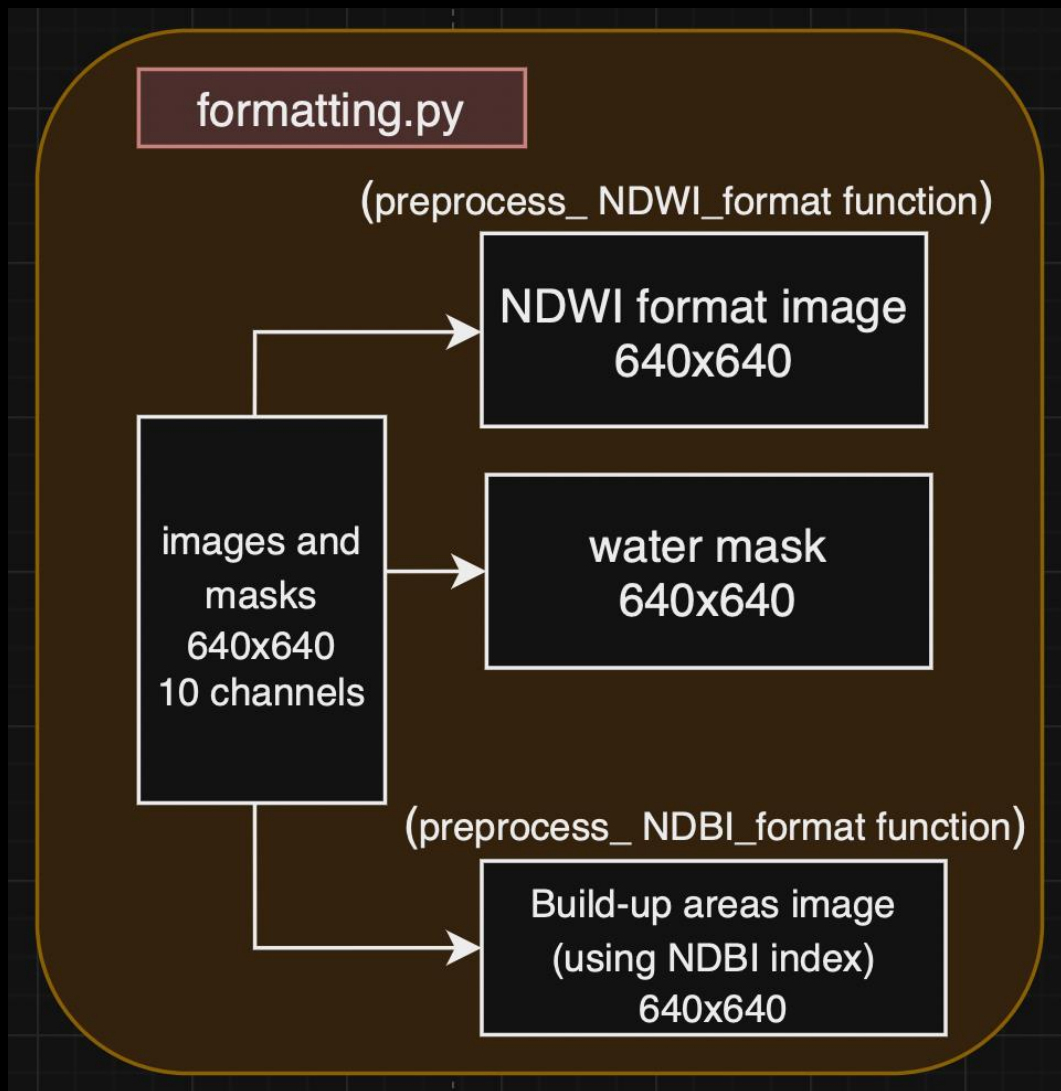 formatting.py
(preprocess_ NDWI_format function)
NDWI format image
640x640
images and
masks
640x640
10 channels
water mask
640x640
(preprocess_ NDBI_format function)
Build-up areas image
(using NDBI index)
640x640